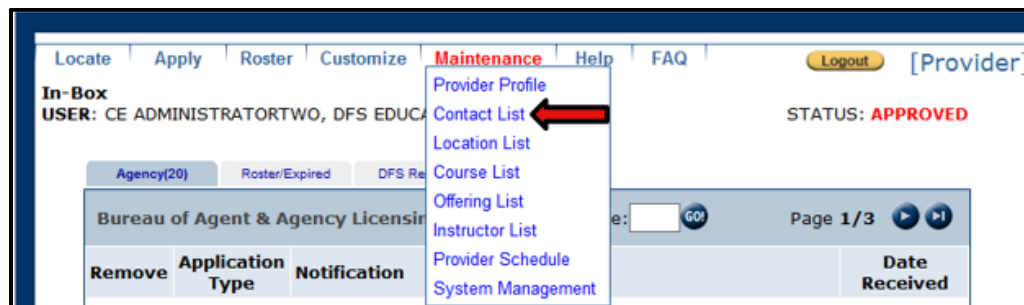 Locate Apply Roster Customize Maintenance Help FAQ Logout [Provider]
Provider Profile
In-Box
USER: CE ADMINISTRATORTWO, DFS EDUCA Contact List STATUS: APPROVED
Location List
Agency(20) Roster/Expired DFS Re Course List
Offering List
Bureau of Agent & Agency Licensin e: GO! Page 1/3
Instructor List
Provider Schedule
Remove Application Type Notification Date Received
System Management